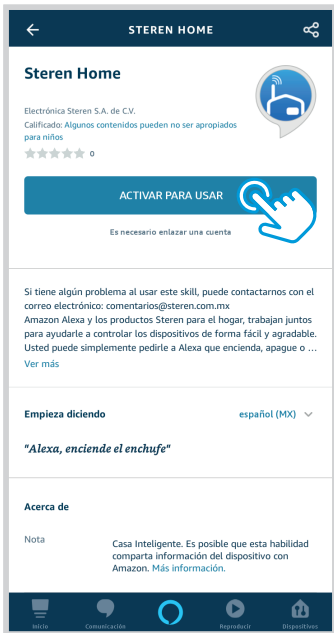 STEREN HOME
Steren Home
Electrónica Steren S.A. de C.V.
Calificado: Algunos contenidos pueden no ser apropiados
para niños
0
ACTIVAR PARA USAR
Es necesario enlazar una cuenta
Si tiene algún problema al usar este skill, puede contactarnos con el
correo electrónico: comentarios@steren.com.mx
Amazon Alexa y los productos Steren para el hogar, trabajan juntos
para ayudarle a controlar los dispositivos de forma fácil y agradable.
Usted puede simplemente pedirle a Alexa que encienda, apague o ...
Ver más
Empieza diciendo español (MX)
"Alexa, enciende el enchufe"
Acerca de
Nota Casa Inteligente. Es posible que esta habilidad
comparta información del dispositivo con
Amazon. Más información.
Inicio Comunicación Reproducir Dispositivos